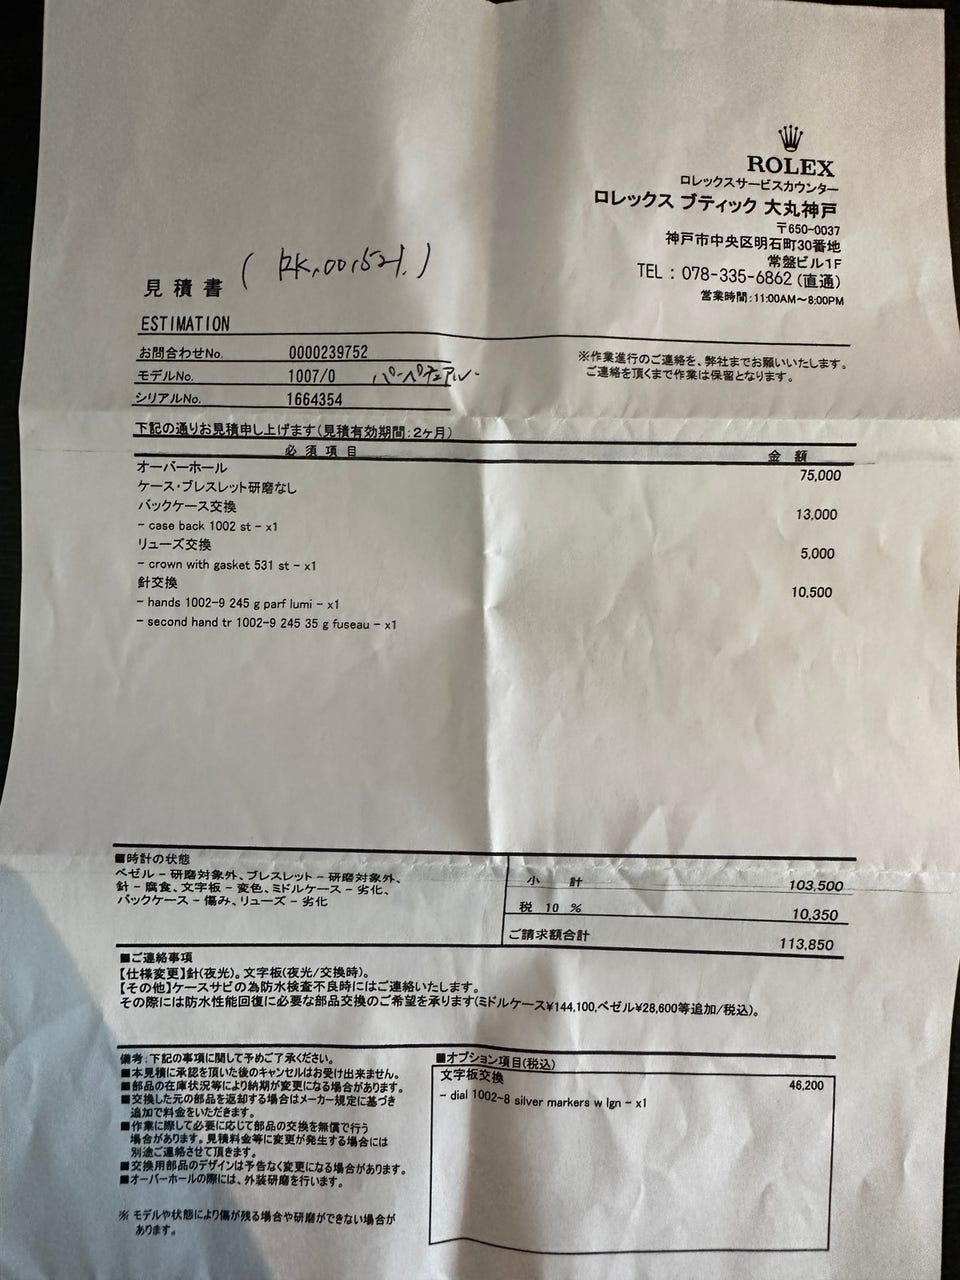 ROLEX
ロレックスサービスカウンター
ロレックス ブティック 大丸神戸
〒650-0037
神戸市中央区明石町30番地
常盤ビル1F
TEL : 078-335-6862 (直通)
営業時間:11:00AM～8:00PM
見積書
ESTIMATION
お問合わせNo. 0000239752
モデルNo. 1007/0 パーペチュアル
シリアルNo. 1664354
※作業進行のご連絡を、弊社までお願いいたします。
ご連絡を頂くまで作業は保留となります。
下記の通りお見積申し上げます(見積有効期間:2ヶ月)
必須項目 金額
オーバーホール 75,000
ケース・ブレスレット研磨なし
バックケース交換 13,000
- case back 1002 st - x1
リューズ交換 5,000
- crown with gasket 531 st - x1
針交換 10,500
- hands 1002-9 245 g parf lumi - x1
- second hand tr 1002-9 245 35 g fuseau - x1
■時計の状態
ベゼル - 研磨対象外、ブレスレット - 研磨対象外、
針 - 腐食、文字板 - 変色、ミドルケース - 劣化、
バックケース - 傷み、リューズ - 劣化
小計 103,500
税 10 % 10,350
ご請求額合計 113,850
■ご連絡事項
【仕様変更】針(夜光)。文字板(夜光/交換時)。
【その他】ケースサビの為防水検査不良時にはご連絡いたします。
その際には防水性能回復に必要な部品交換のご希望を承ります(ミドルケース¥144,100,ベゼル¥28,600等追加/税込)。
備考:下記の事項に関して予めご了承ください。
■本見積に承認を頂いた後のキャンセルはお受け出来ません。
■部品の在庫状況等により納期が変更になる場合があります。
■交換した元の部品を返却する場合はメーカー規定に基づき
追加で料金をいただきます。
■作業に際して必要に応じて部品の交換を無償で行う
場合があります。見積料金等に変更が発生する場合には
別途ご連絡させて頂きます。
■交換用部品のデザインは予告なく変更になる場合があります。
■オーバーホールの際には、外装研磨を行います。
※ モデルや状態により傷が残る場合や研磨ができない場合が
あります。
■オプション項目(税込)
文字板交換 46,200
- dial 1002-8 silver markers w lgn - x1